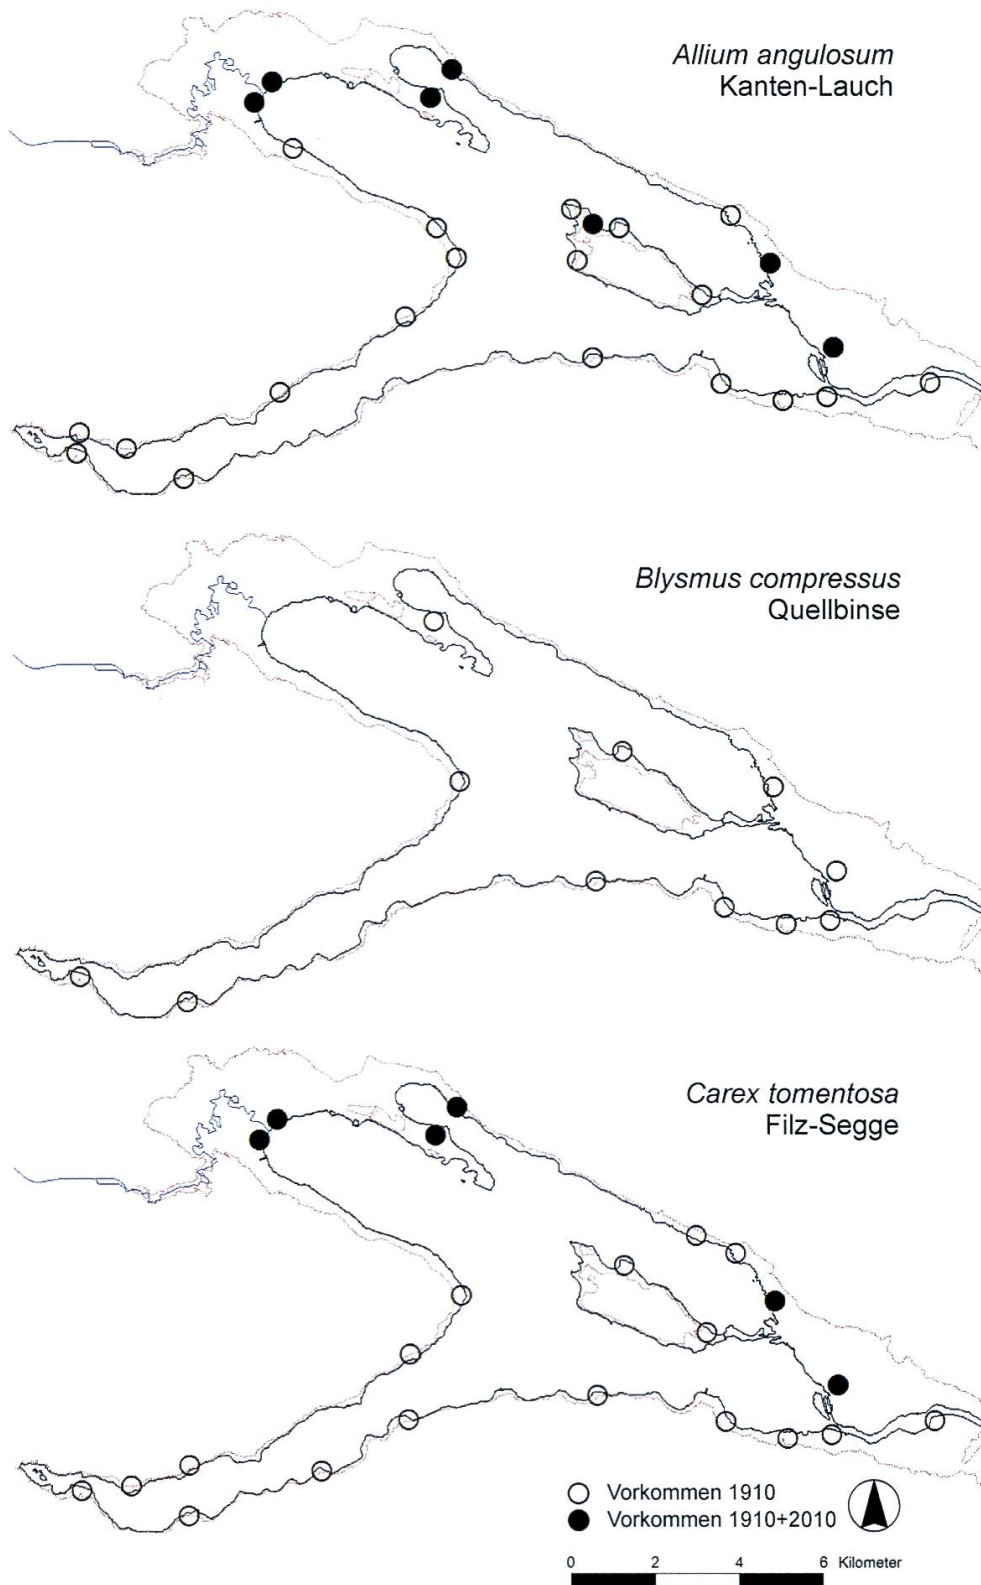 Allium angulosum
Kanten-Lauch
Blysmus compressus
Quellbinse
Carex tomentosa
Filz-Segge
Vorkommen 1910
Vorkommen 1910+2010
0 2 4 6 Kilometer